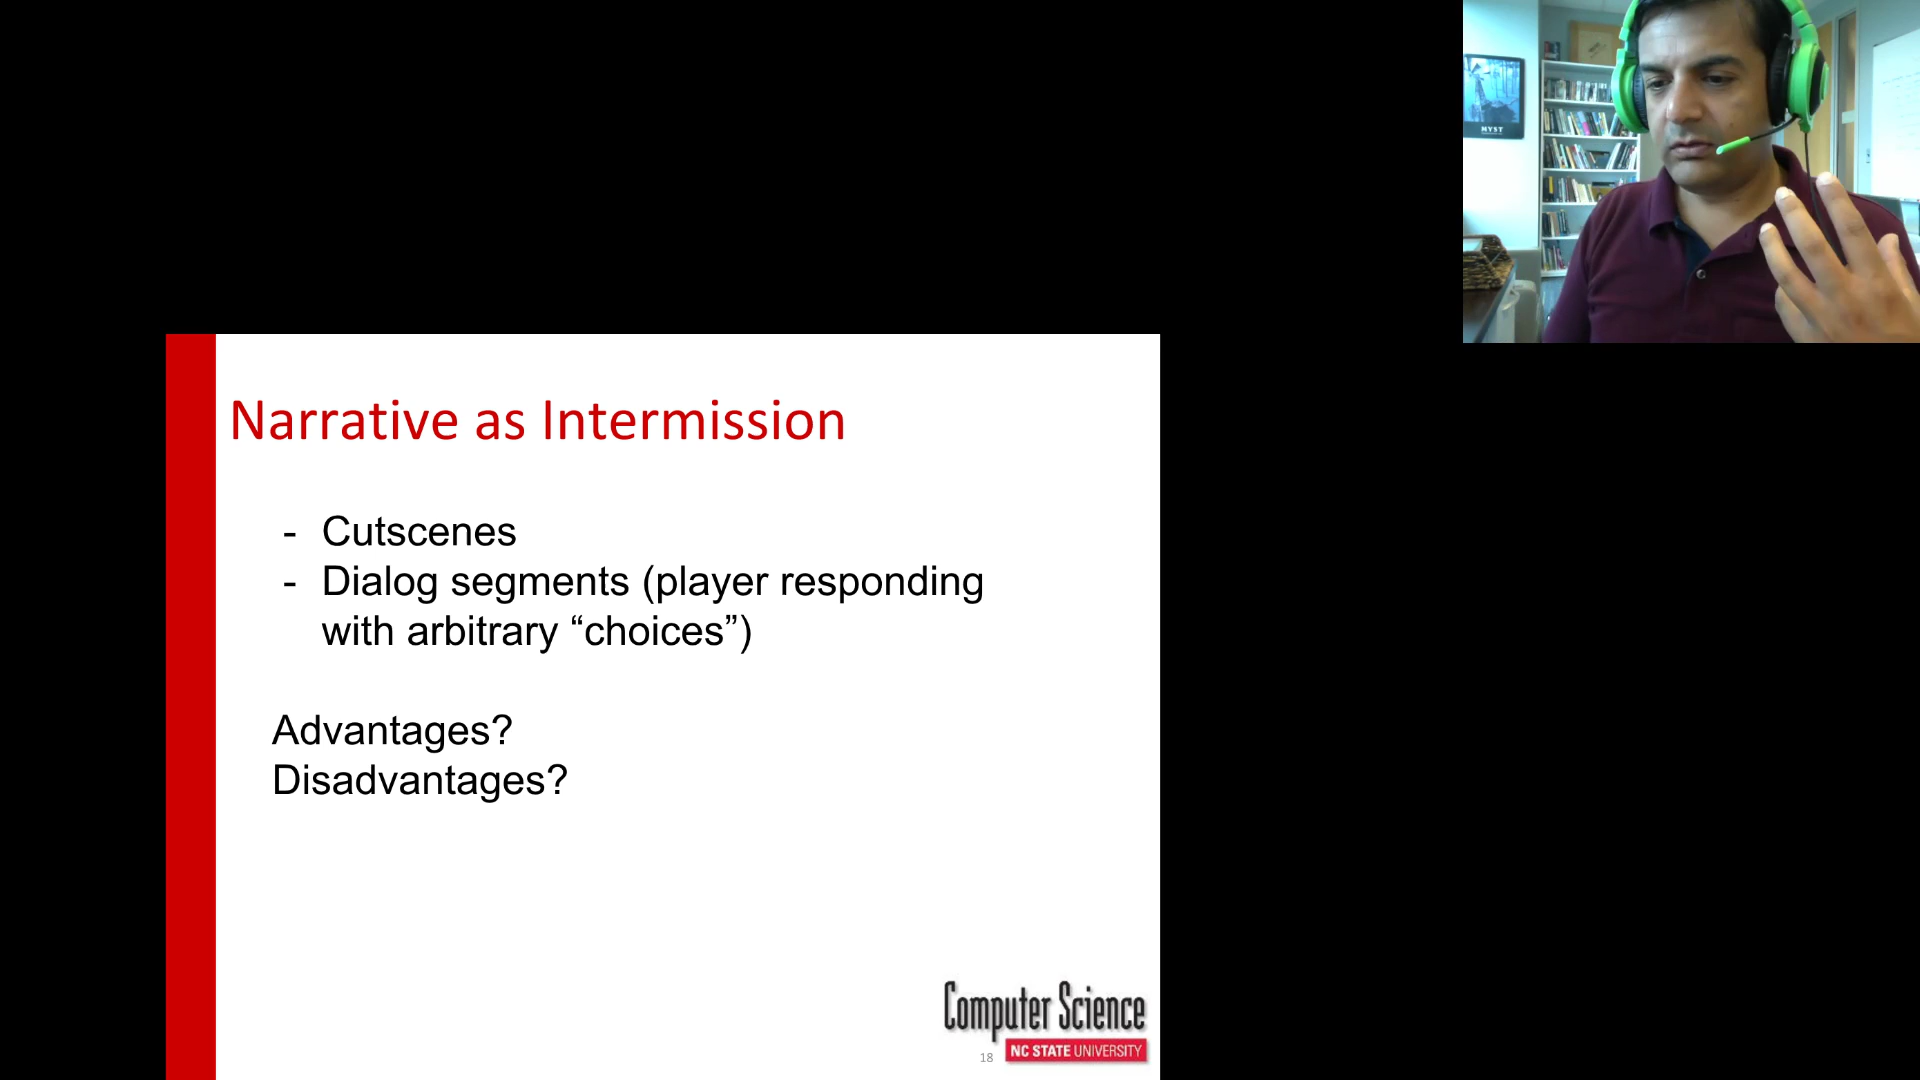 MYST
Narrative as Intermission
- Cutscenes
- Dialog segments (player responding
with arbitrary “choices”)
Advantages?
Disadvantages?
Computer Science
18
NC STATE UNIVERSITY